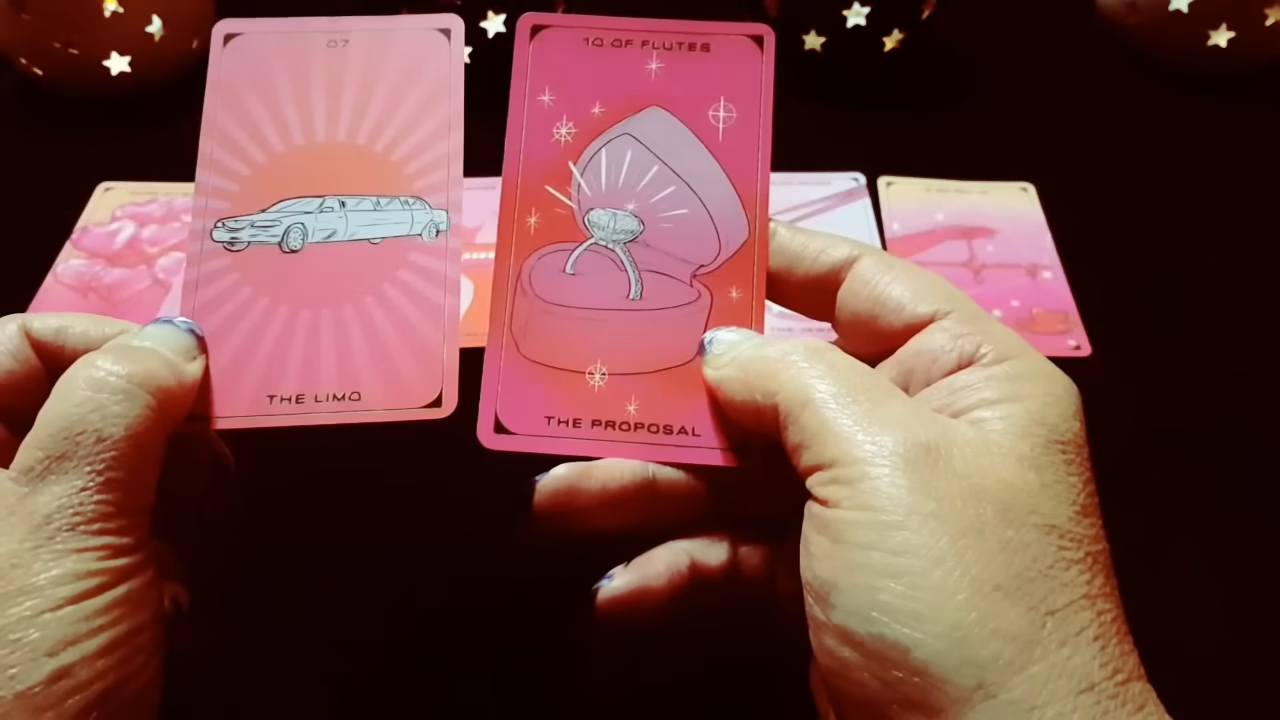 07
THE LIMO
10 OF FLUTES
THE PROPOSAL